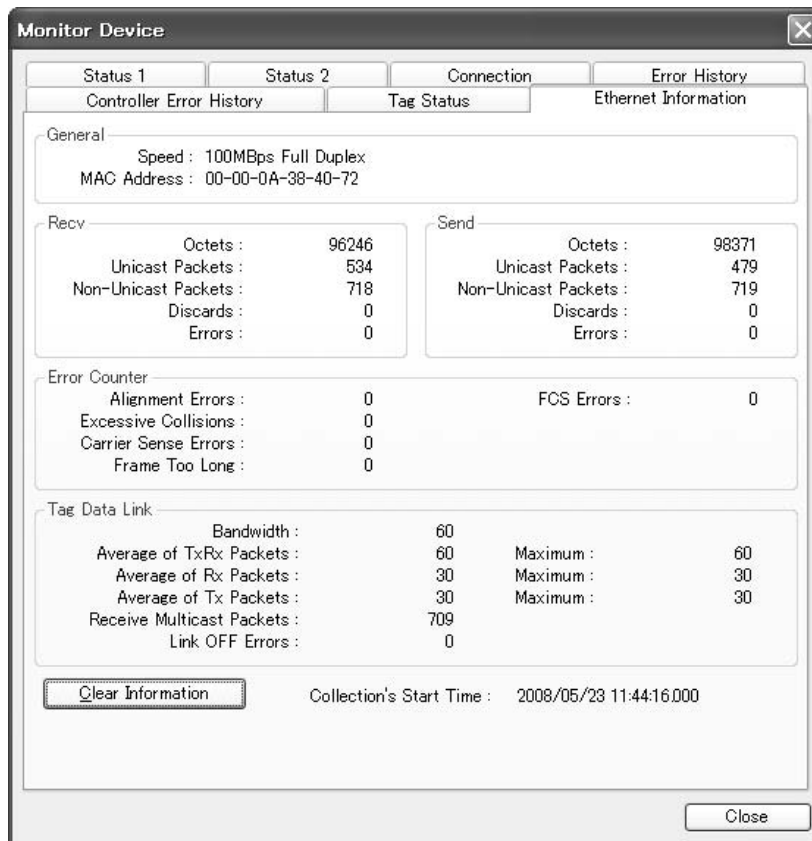 Monitor Device
Status 1 Status 2 Connection Error History
Controller Error History Tag Status Ethernet Information
General
Speed : 100MBps Full Duplex
MAC Address : 00-00-0A-38-40-72
Recv
Octets : 96246
Unicast Packets : 534
Non-Unicast Packets : 718
Discards : 0
Errors : 0
Send
Octets : 98371
Unicast Packets : 479
Non-Unicast Packets : 719
Discards : 0
Errors : 0
Error Counter
Alignment Errors : 0 FCS Errors : 0
Excessive Collisions : 0
Carrier Sense Errors : 0
Frame Too Long : 0
Tag Data Link
Bandwidth : 60
Average of TxRx Packets : 60 Maximum : 60
Average of Rx Packets : 30 Maximum : 30
Average of Tx Packets : 30 Maximum : 30
Receive Multicast Packets : 709
Link OFF Errors : 0
Clear Information Collection's Start Time : 2008/05/23 11:44:16.000
Close